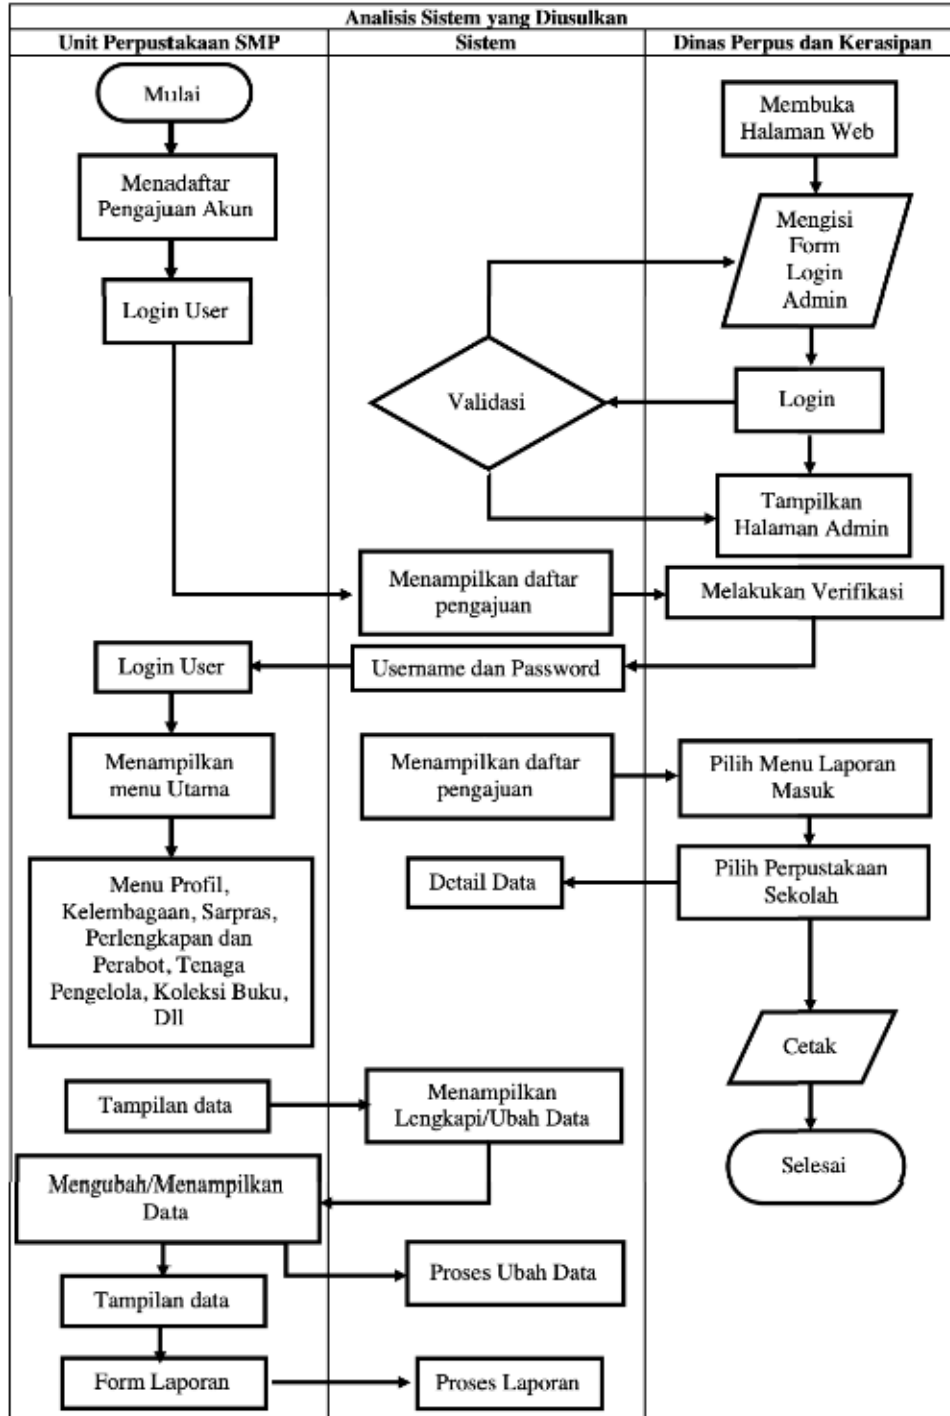 Analisis Sistem yang Diusulkan
Unit Perpustakaan SMP
Sistem
Dinas Perpus dan Kerasipan
Mulai
Menadaftar
Pengajuan Akun
Login User
Membuka
Halaman Web
Mengisi
Form
Login
Admin
Validasi
Login
Tampilkan
Halaman Admin
Menampilkan daftar
pengajuan
Melakukan Verifikasi
Login User
Username dan Password
Menampilkan
menu Utama
Menampilkan daftar
pengajuan
Pilih Menu Laporan
Masuk
Menu Profil,
Kelembagaan, Sarpras,
Perlengkapan dan
Perabot, Tenaga
Pengelola, Koleksi Buku,
Dll
Detail Data
Pilih Perpustakaan
Sekolah
Cetak
Tampilan data
Menampilkan
Lengkapi/Ubah Data
Selesai
Mengubah/Menampilkan
Data
Proses Ubah Data
Tampilan data
Form Laporan
Proses Laporan